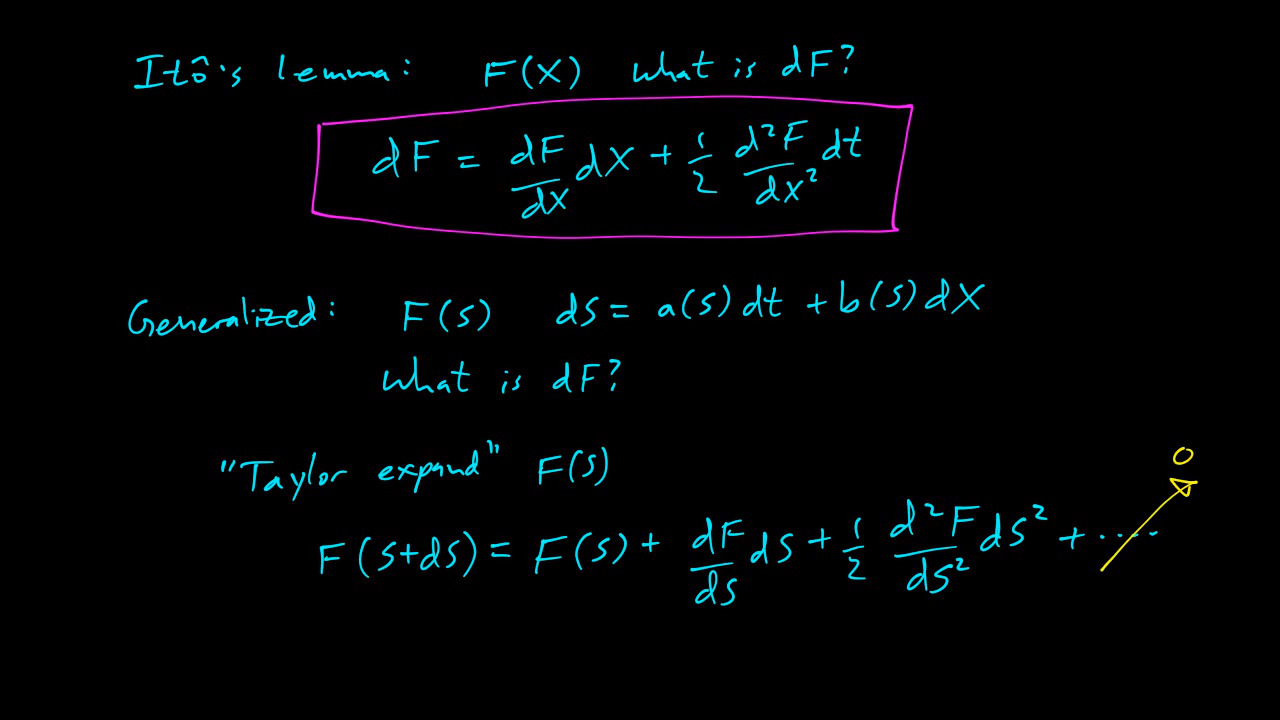 Itô's lemma: F(X) what is dF?
dF = dF/dX dX + 1/2 d²F/dX² dt
Generalized: F(S) dS = a(S)dt + b(S)dX
what is dF?
"Taylor expand" F(S)
0
F(S+dS) = F(S) + dF/dS dS + 1/2 d²F/dS² dS² + ....